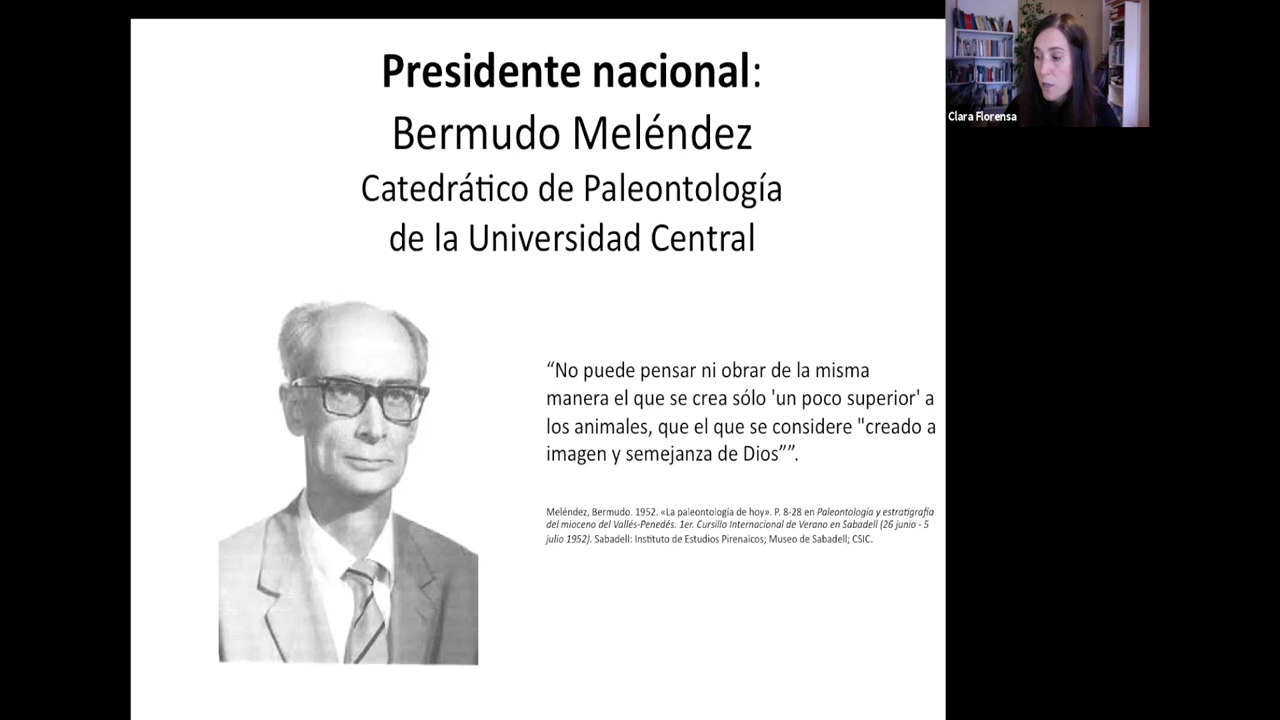 Presidente nacional:
Bermudo Meléndez
Catedrático de Paleontología
de la Universidad Central
“No puede pensar ni obrar de la misma
manera el que se crea sólo 'un poco superior' a
los animales, que el que se considere "creado a
imagen y semejanza de Dios””.
Meléndez, Bermudo. 1952. «La paleontología de hoy». P. 8-28 en Paleontología y estratigrafía
del mioceno del Vallés-Penedés. 1er. Cursillo Internacional de Verano en Sabadell (26 junio - 5
julio 1952). Sabadell: Instituto de Estudios Pirenaicos; Museo de Sabadell; CSIC.
Clara Florensa